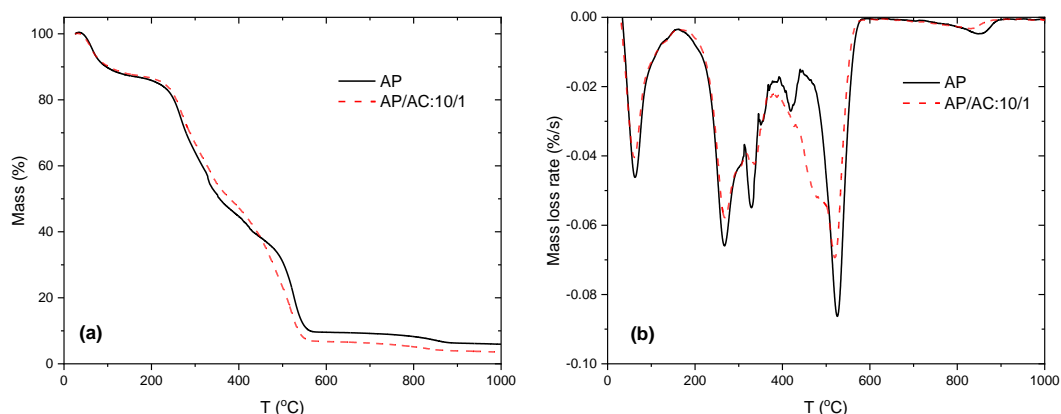 100
80
60
40
20
0
Mass (%)
0 200 400 600 800 1000
T (°C)
AP
AP/AC:10/1
(a)
0.00
-0.02
-0.04
-0.06
-0.08
-0.10
Mass loss rate (%/s)
0 200 400 600 800 1000
T (°C)
AP
AP/AC:10/1
(b)